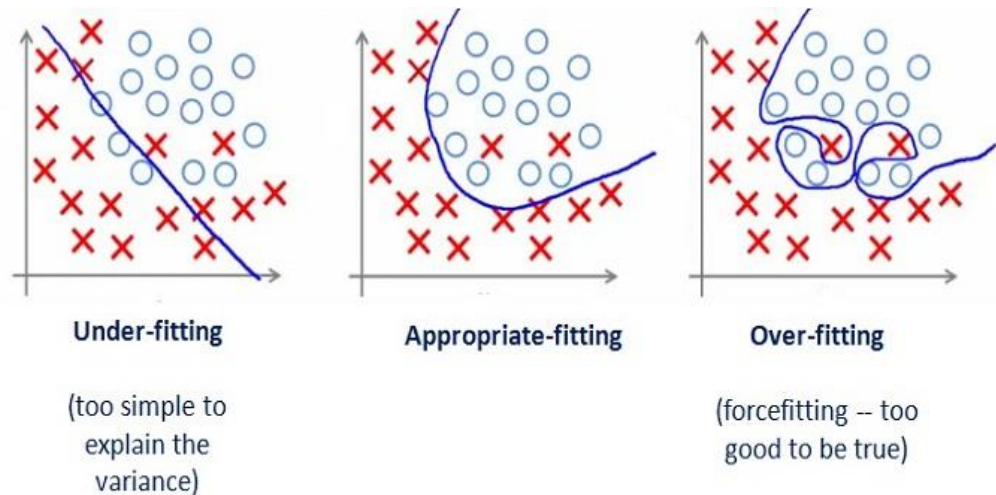 Under-fitting
Appropriate-fitting
Over-fitting
(too simple to
explain the
variance)
(forcefitting -- too
good to be true)